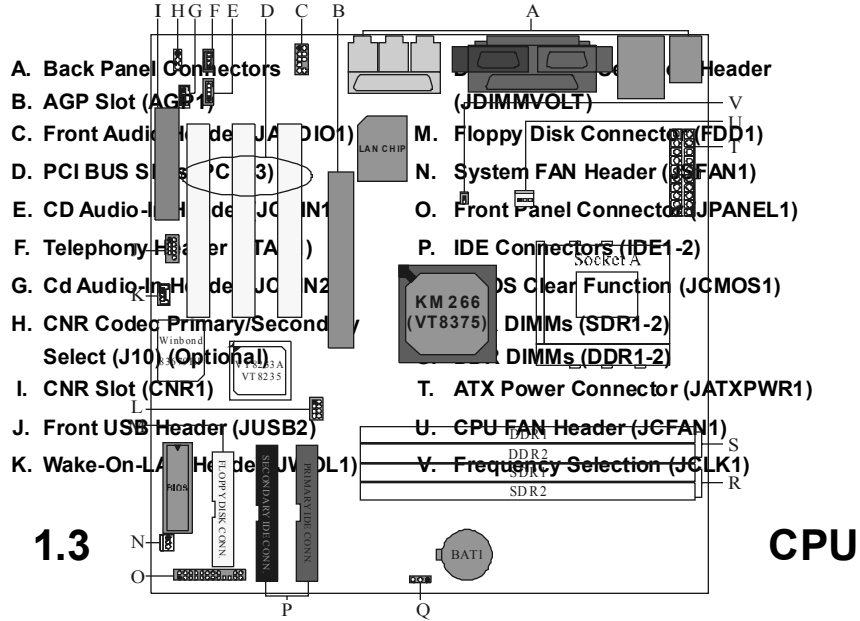 I H G F E D C B A
A. Back Panel Connectors
B. AGP Slot (AGP1)
C. Front Audio Header (JAUDIO1)
D. PCI BUS Slots (PCI1-3)
E. CD Audio-In Header (JCDIN1)
F. Telephony Header (JTAD1)
G. Cd Audio-In Header (JCDIN2)
H. CNR Codec Primary/Secondary
Select (J10) (Optional)
I. CNR Slot (CNR1)
J. Front USB Header (JUSB2)
K. Wake-On-LAN Header (JWOL1)
Header
(JDIMMVOLT)
M. Floppy Disk Connector (FDD1)
N. System FAN Header (JSFAN1)
O. Front Panel Connector (JPANEL1)
P. IDE Connectors (IDE1-2)
CMOS Clear Function (JCMOS1)
DIMMs (SDR1-2)
DDR DIMMs (DDR1-2)
T. ATX Power Connector (JATXPWR1)
U. CPU FAN Header (JCFAN1)
V. Frequency Selection (JCLK1)
V
U
T
LAN CHIP
Socket A
K
KM266
(VT8375)
Winbond
VT8233A
VT8235
L
DDR1
DDR2
SDR1
SDR2
S
R
BIOS
FLOPPY DISK CONN.
SECONDARY IDE CONN.
PRIMARY IDE CONN.
BAT1
N
O
P
Q
1.3 CPU